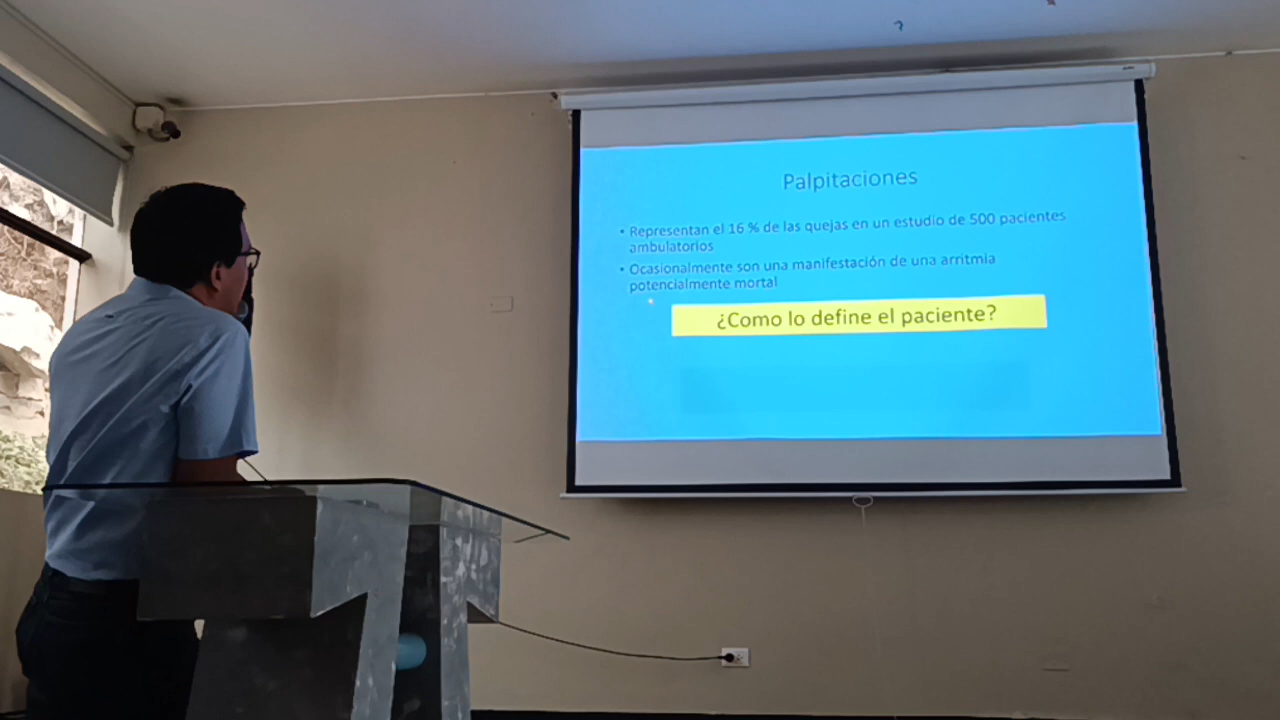 Palpitaciones
• Representan el 16 % de las quejas en un estudio de 500 pacientes
ambulatorios
• Ocasionalmente son una manifestación de una arritmia
potencialmente mortal
¿Como lo define el paciente?